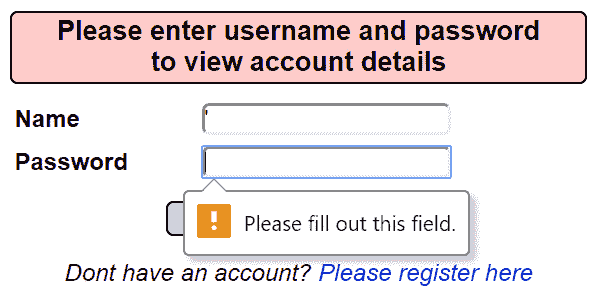 Please enter username and password
to view account details
Name
'
Password
! Please fill out this field.
Dont have an account? Please register here